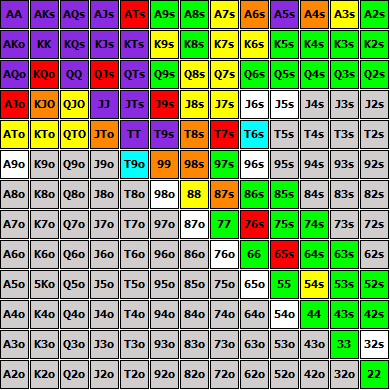 AA AKs AQs AJs ATs A9s A8s A7s A6s A5s A4s A3s A2s
AKo KK KQs KJs KTs K9s K8s K7s K6s K5s K4s K3s K2s
AQo KQo QQ QJs QTs Q9s Q8s Q7s Q6s Q5s Q4s Q3s Q2s
AJo KJO QJO JJ JTs J9s J8s J7s J6s J5s J4s J3s J2s
ATo KTo QTO JTo TT T9s T8s T7s T6s T5s T4s T3s T2s
A9o K9o Q9o J9o T9o 99 98s 97s 96s 95s 94s 93s 92s
A8o K8o Q8o J8o T8o 98o 88 87s 86s 85s 84s 83s 82s
A7o K7o Q7o J7o T7o 97o 87o 77 76s 75s 74s 73s 72s
A6o K6o Q6o J6o T6o 96o 86o 76o 66 65s 64s 63s 62s
A5o 5Ko Q5o J5o T5o 95o 85o 75o 65o 55 54s 53s 52s
A4o K4o Q4o J4o T4o 94o 84o 74o 64o 54o 44 43s 42s
A3o K3o Q3o J3o T3o 93o 83o 73o 63o 53o 43o 33 32s
A2o K2o Q2o J2o T2o 92o 82o 72o 62o 52o 42o 32o 22